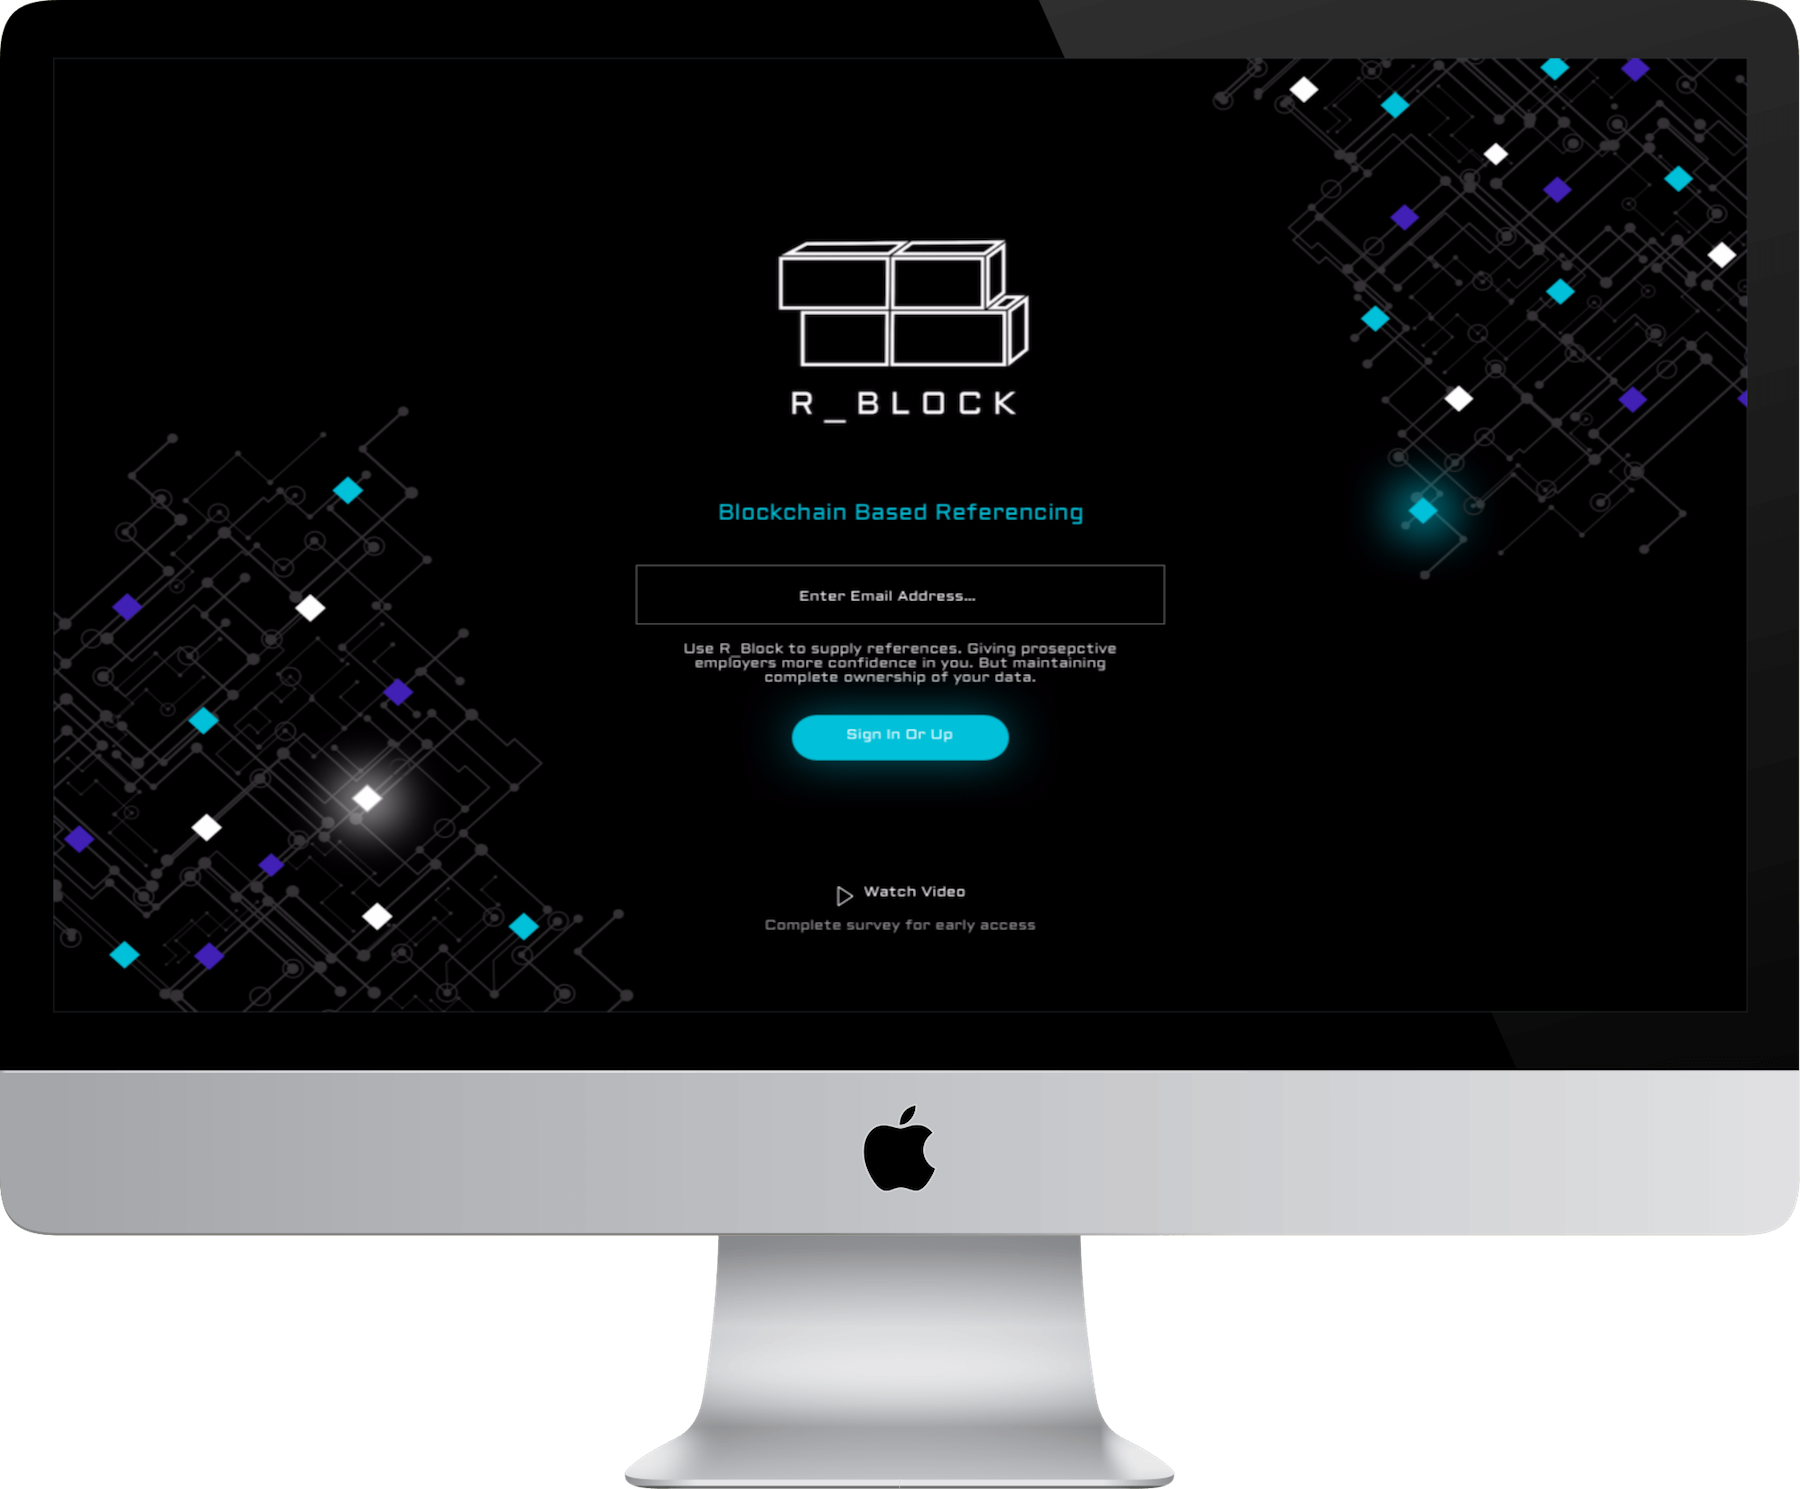 R_BLOCK
Blockchain Based Referencing
Enter Email Address...
Use R_Block to supply references. Giving prosepctive
employers more confidence in you. But maintaining
complete ownership of your data.
Sign In Or Up
Watch Video
Complete survey for early access